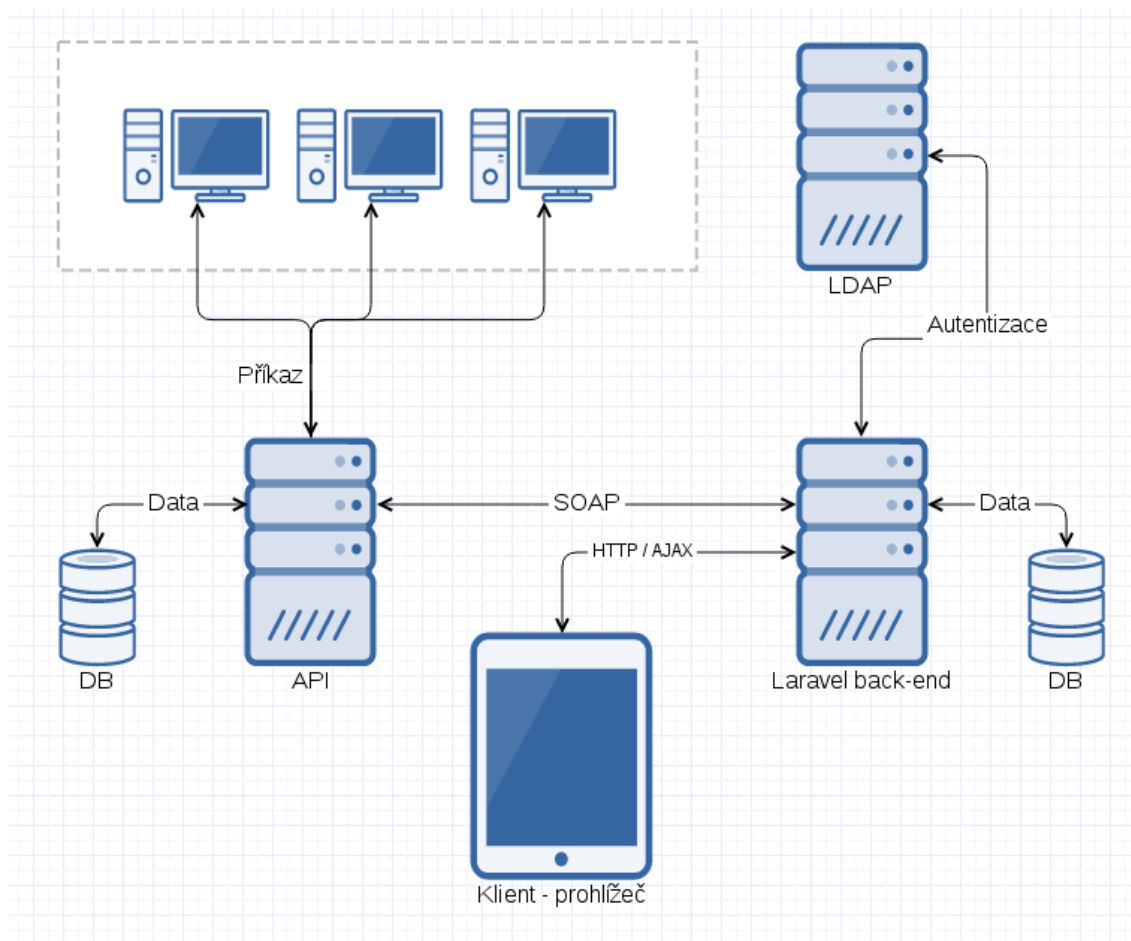 LDAP
Autentizace
Příkaz
Data
SOAP
Data
HTTP / AJAX
DB
API
Laravel back-end
DB
Klient - prohlížeč